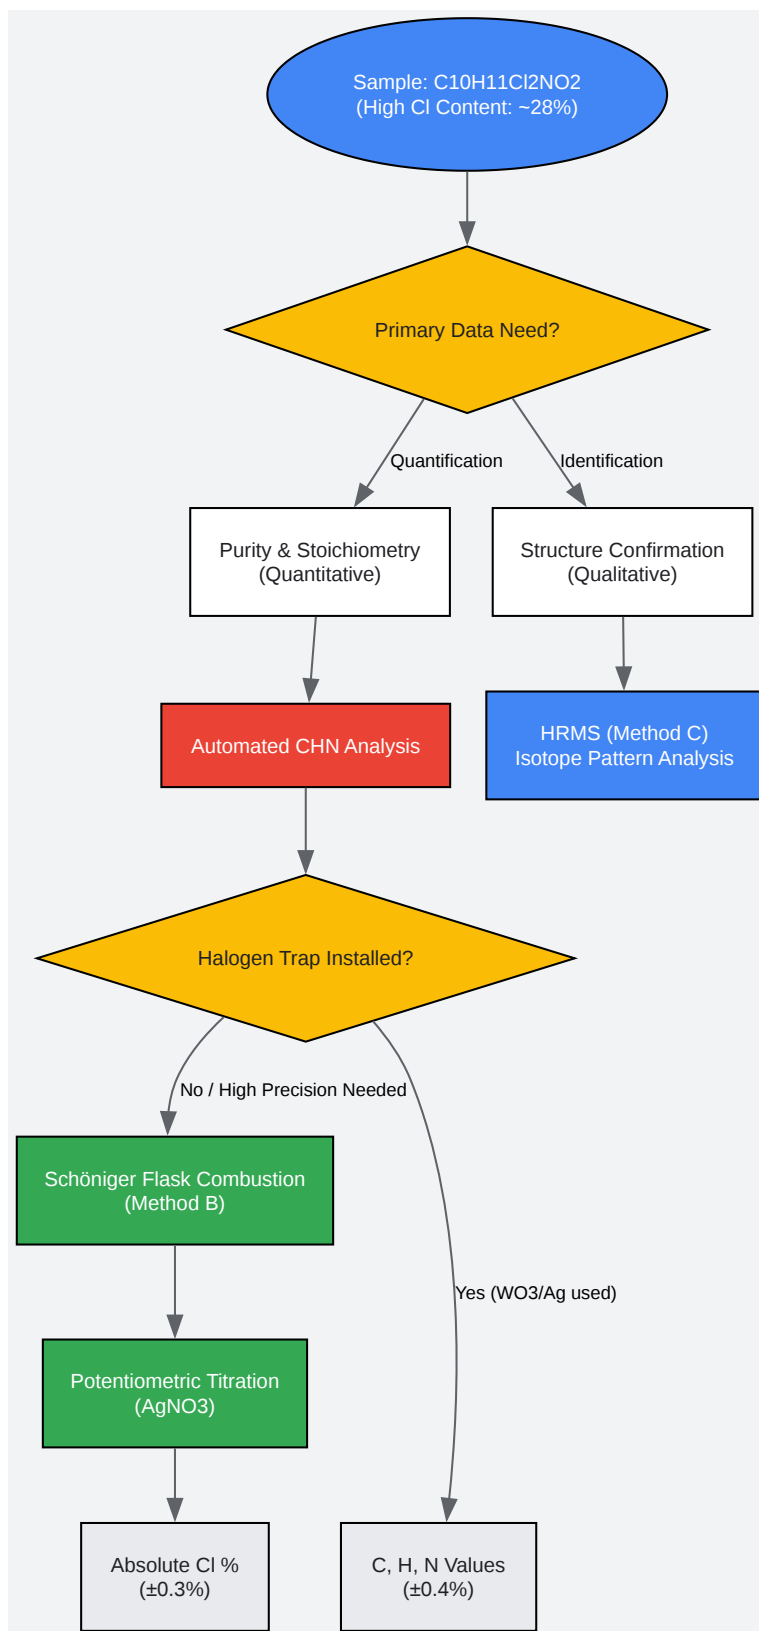 Sample: C10H11Cl2NO2
(High Cl Content: ~28%)
Primary Data Need?
Quantification
Identification
Purity & Stoichiometry
(Quantitative)
Structure Confirmation
(Qualitative)
Automated CHN Analysis
HRMS (Method C)
Isotope Pattern Analysis
Halogen Trap Installed?
No / High Precision Needed
Schöniger Flask Combustion
(Method B)
Yes (WO3/Ag used)
Potentiometric Titration
(AgNO3)
Absolute Cl %
(±0.3%)
C, H, N Values
(±0.4%)